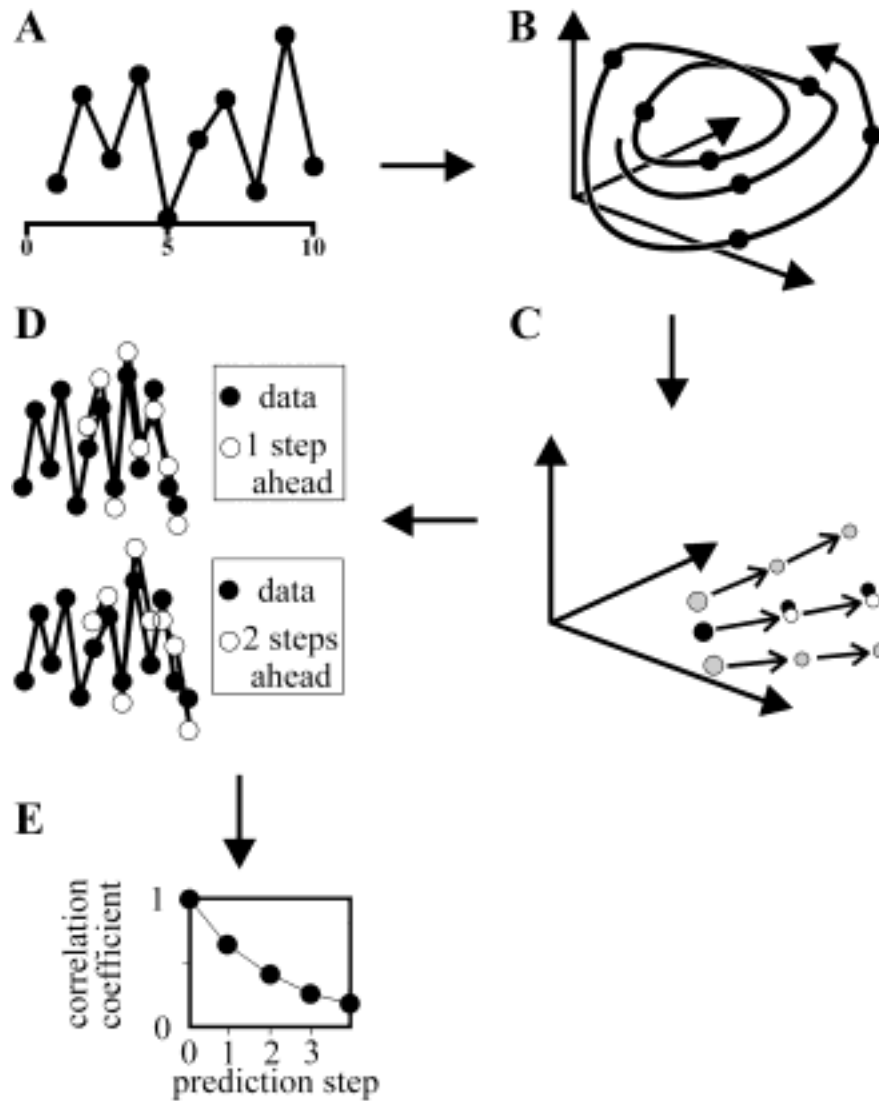 A
B
0
5
10
D
C
data
1 step
ahead
data
2 steps
ahead
E
correlation
coefficient
1
0
0 1 2 3
prediction step